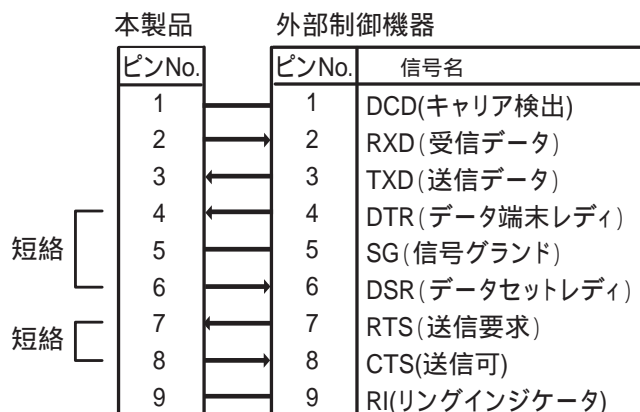 本製品 外部制御機器
ピンNo. ピンNo. 信号名
1 1 DCD(キャリア検出)
2 2 RXD(受信データ)
3 3 TXD(送信データ)
4 4 DTR(データ端末レディ)
短絡 5 5 SG(信号グランド)
6 6 DSR(データセットレディ)
7 7 RTS(送信要求)
短絡 8 8 CTS(送信可)
9 9 RI(リングインジケータ)